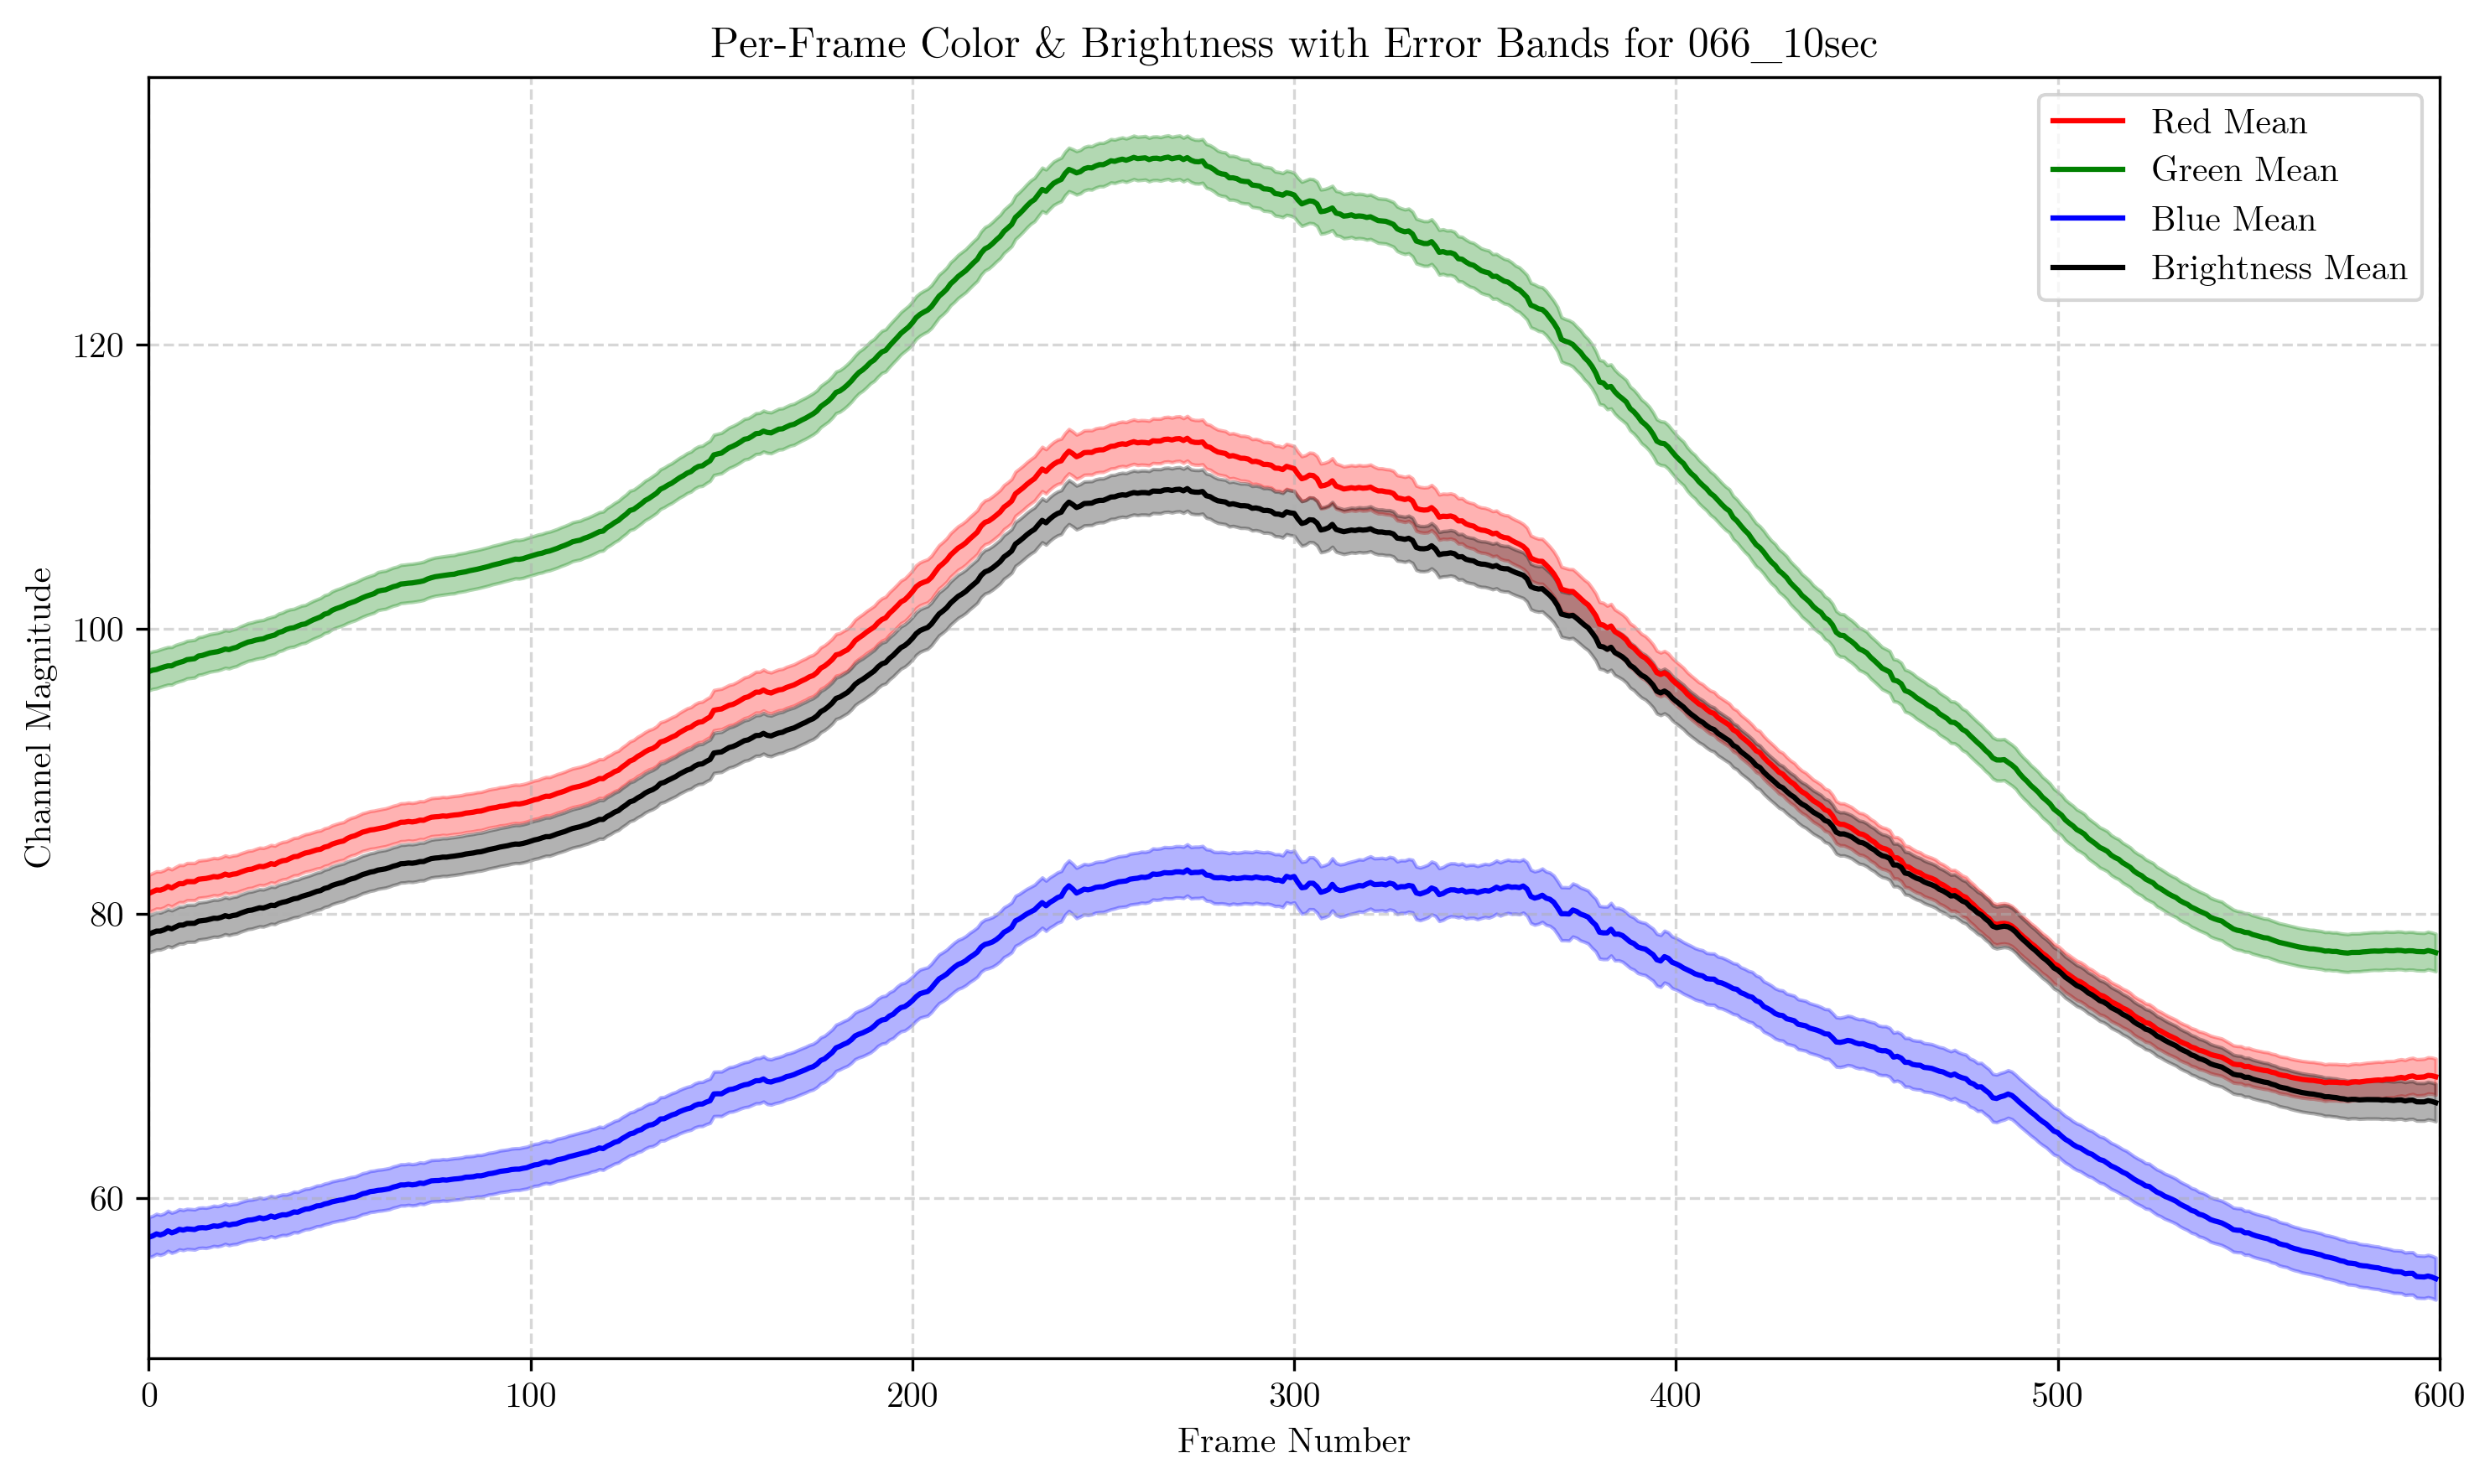 Per-Frame Color & Brightness with Error Bands for 066_10sec
Red Mean
Green Mean
Blue Mean
Brightness Mean
Channel Magnitude
120
100
80
60
0 100 200 300 400 500 600
Frame Number